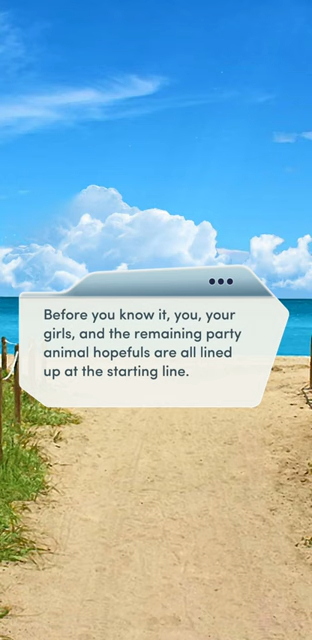 Before you know it, you, your
girls, and the remaining party
animal hopefuls are all lined
up at the starting line.